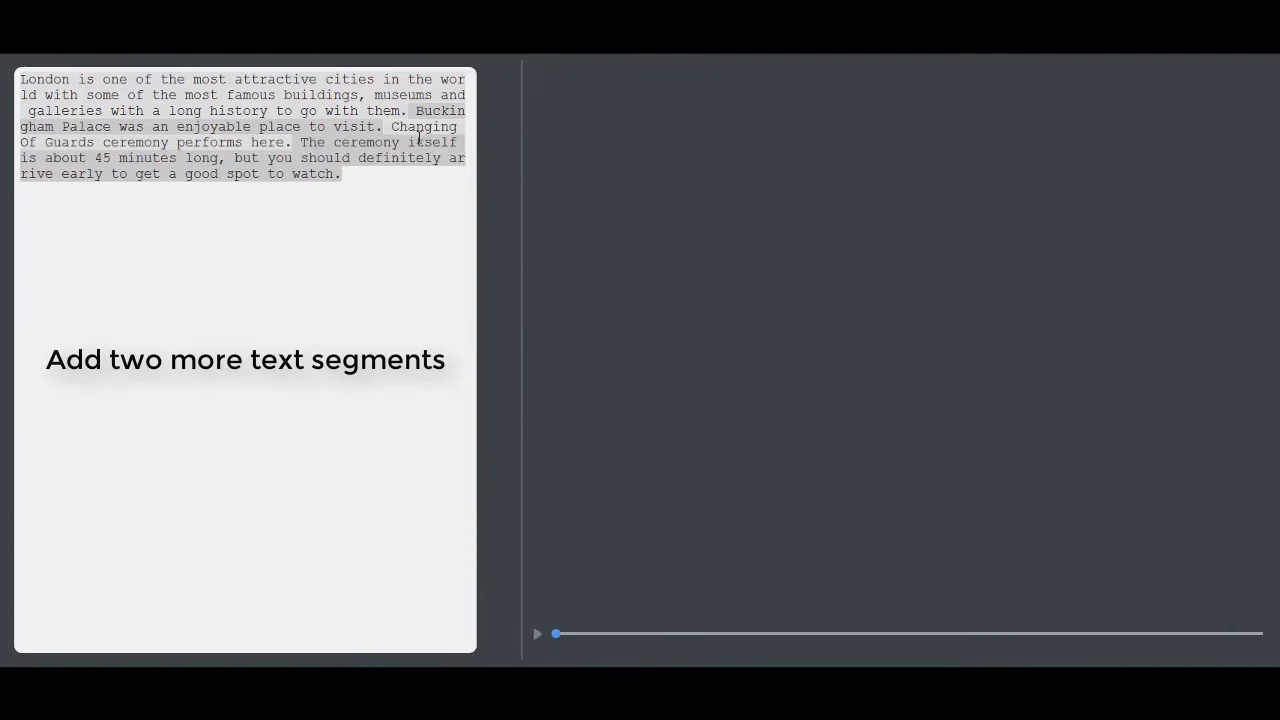 London is one of the most attractive cities in the wor
ld with some of the most famous buildings, museums and
galleries with a long history to go with them. Buckin
gham Palace was an enjoyable place to visit. Changing
Of Guards ceremony performs here. The ceremony itself
is about 45 minutes long, but you should definitely ar
rive early to get a good spot to watch.
Add two more text segments